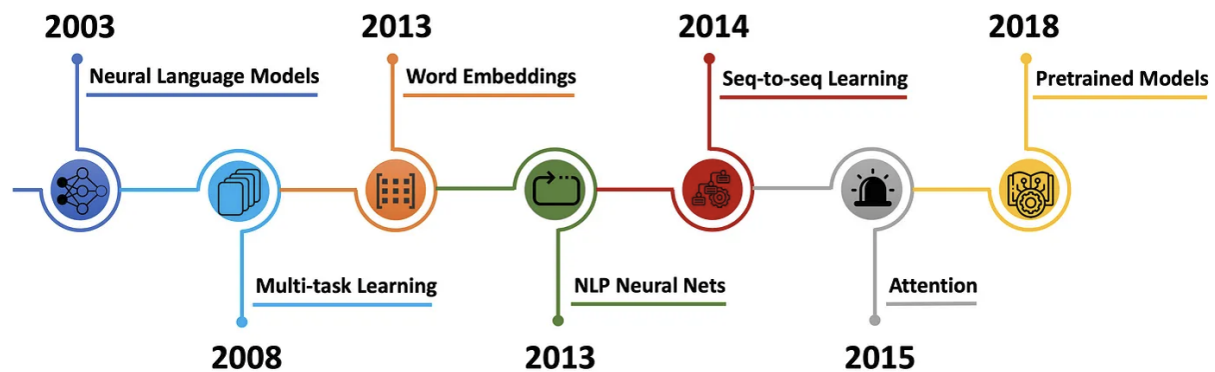 2003
2013
2014
2018
Neural Language Models
Word Embeddings
Seq-to-seq Learning
Pretrained Models
Multi-task Learning
NLP Neural Nets
Attention
2008
2013
2015